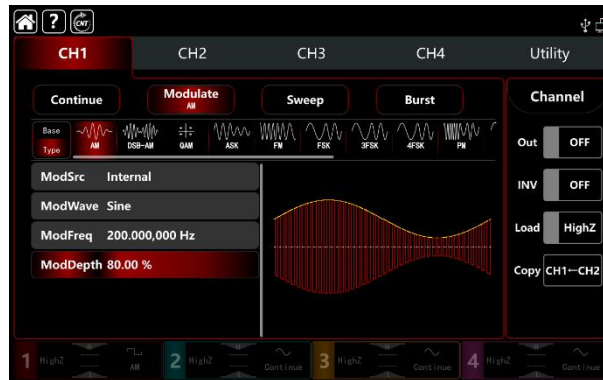 ? CNT
CH1 CH2 CH3 CH4 Utility
Continue Modulate Sweep Burst Channel
AM
Base
Type
AM DSB-AM QAM ASK FM FSK 3FSK 4FSK PM
Out OFF
ModSrc Internal
INV OFF
ModWave Sine
ModFreq 200.000,000 Hz
Load HighZ
ModDepth 80.00 %
Copy CH1←CH2
1 HighZ AM 2 HighZ Continue 3 HighZ Continue 4 HighZ Continue